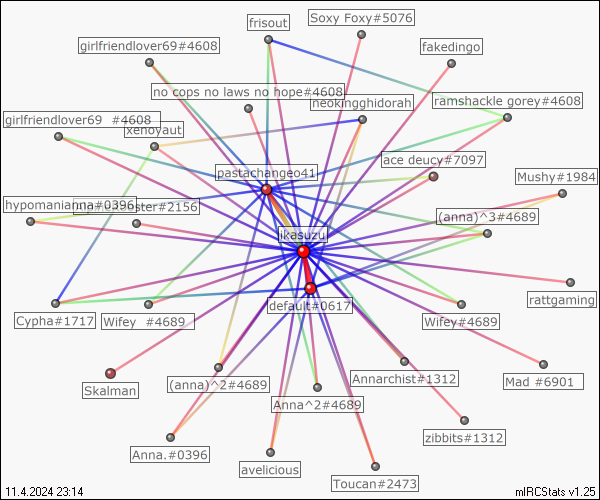 frisout
Soxy Foxy#5076
girlfriendlover69#4608
fakedingo
no cops no laws no hope#4608
neokingghidorah
ramshackle gorey#4608
girlfriendlover69 #4608
xenoyaut
ace deucy#7097
pastachangeo41
Mushy#1984
hypomanianna#0396
ster#2156
(anna)^3#4689
ikasuzu
rattgaming
default#0617
Cypha#1717
Wifey #4689
Wifey#4689
(anna)^2#4689
Annarchist#1312
Mad #6901
Skalman
Anna^2#4689
zibbits#1312
Anna.#0396
avelicious
Toucan#2473
11.4.2024 23:14
mIRCStats v1.25